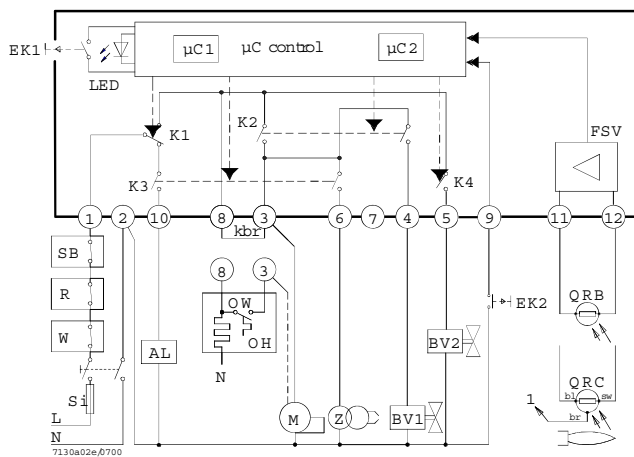 EK1
µC1
µC control
µC2
LED
FSV
K1
K2
K3
K4
1
2
10
8
3
6
7
4
5
9
11
12
kbr
SB
8
3
EK2
QRB
R
OW
W
AL
OH
BV2
N
bl
sw
QRC
Si
1
br
L
M
Z
BV1
N
7130a02e/0700